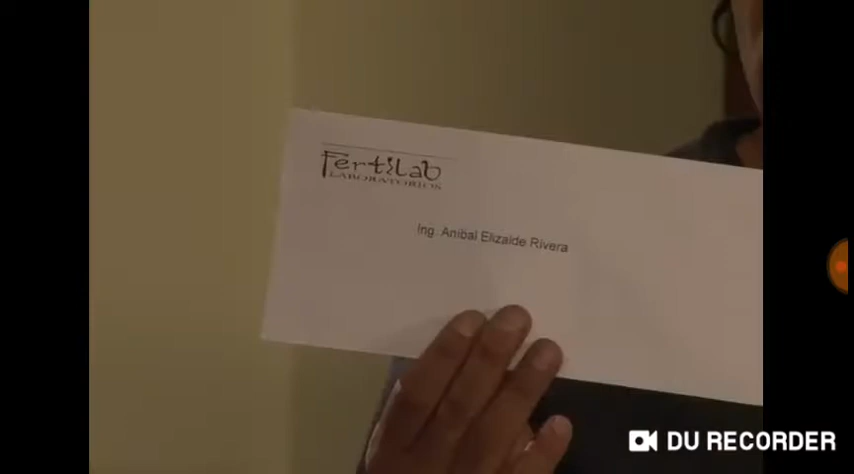 FertiLab
LABORATORIOS
Ing. Anibal Elizalde Rivera
DU RECORDER